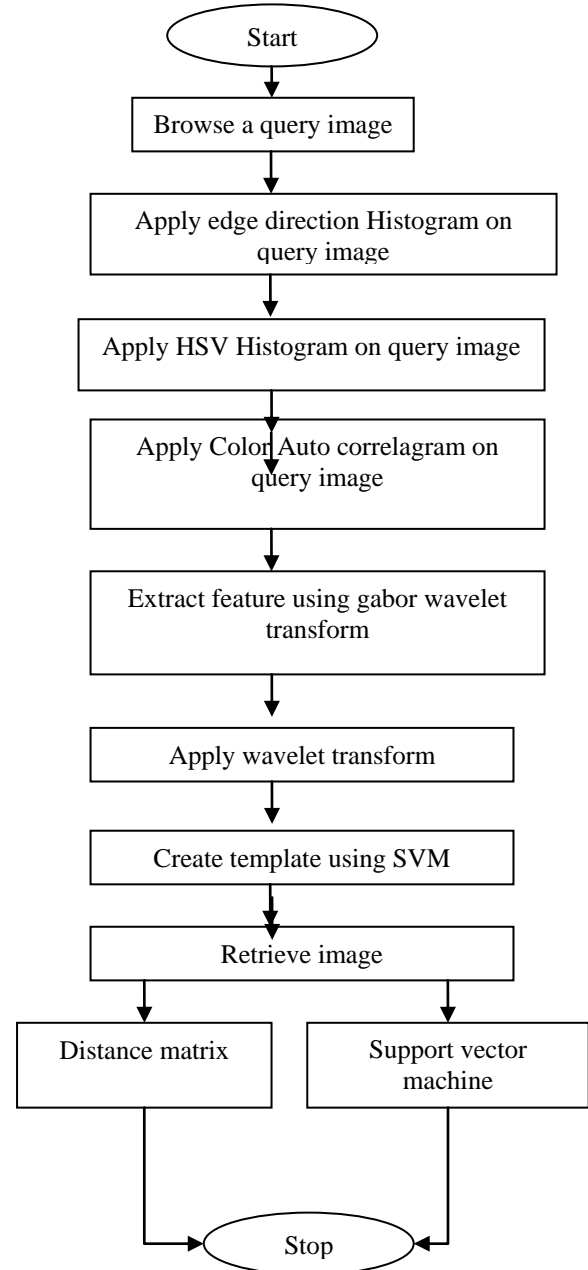 Start
Browse a query image
Apply edge direction Histogram on
query image
Apply HSV Histogram on query image
Apply Color Auto correlagram on
query image
Extract feature using gabor wavelet
transform
Apply wavelet transform
Create template using SVM
Retrieve image
Distance matrix
Support vector
machine
Stop